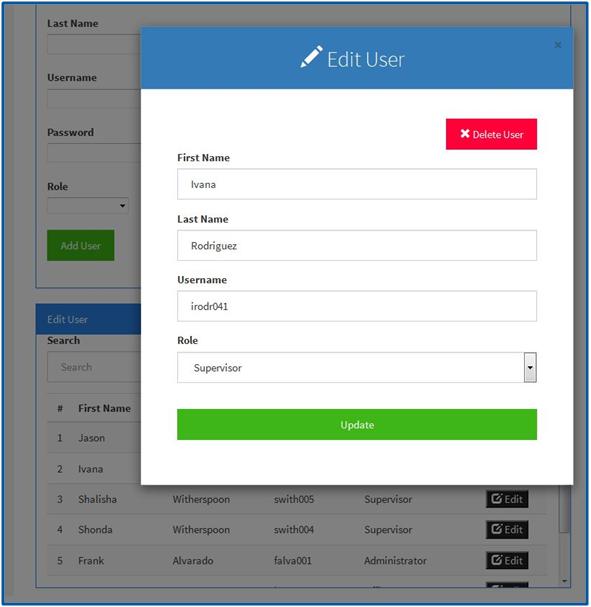 Last Name
Username
Password
Role
Add User
Edit User
×
Delete User
First Name
Ivana
Last Name
Rodriguez
Username
irodr041
Role
Supervisor
Update
Edit User
Search
Search
# First Name
1 Jason
2 Ivana
3 Shalisha Witherspoon swith005 Supervisor Edit
4 Shonda Witherspoon swith004 Supervisor Edit
5 Frank Alvarado falva001 Administrator Edit